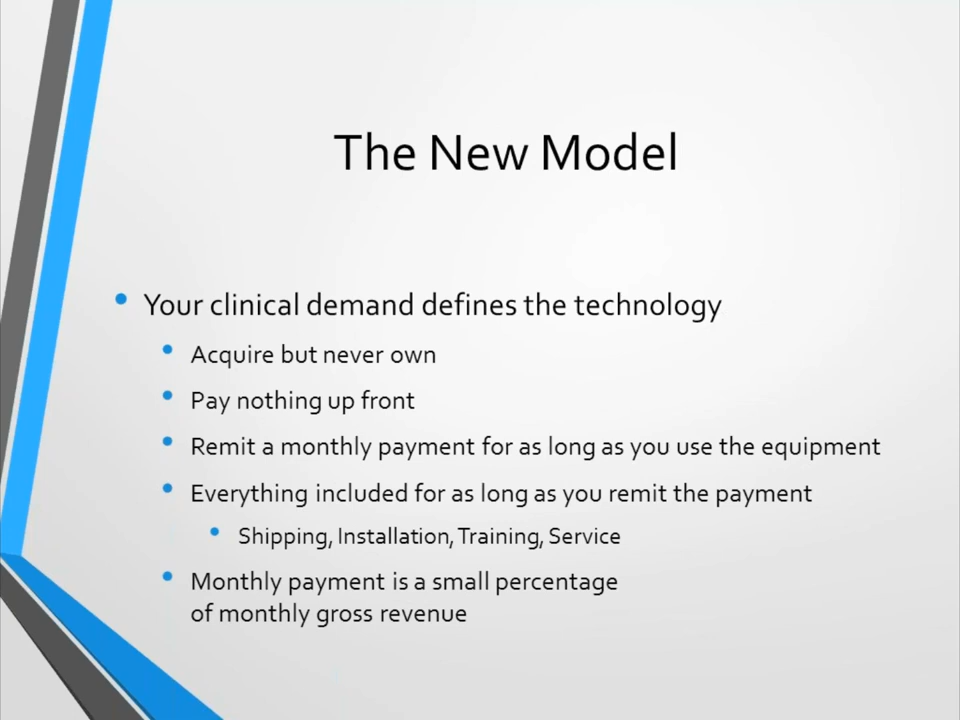 The New Model
Your clinical demand defines the technology
Acquire but never own
Pay nothing up front
Remit a monthly payment for as long as you use the equipment
Everything included for as long as you remit the payment
Shipping, Installation, Training, Service
Monthly payment is a small percentage
of monthly gross revenue